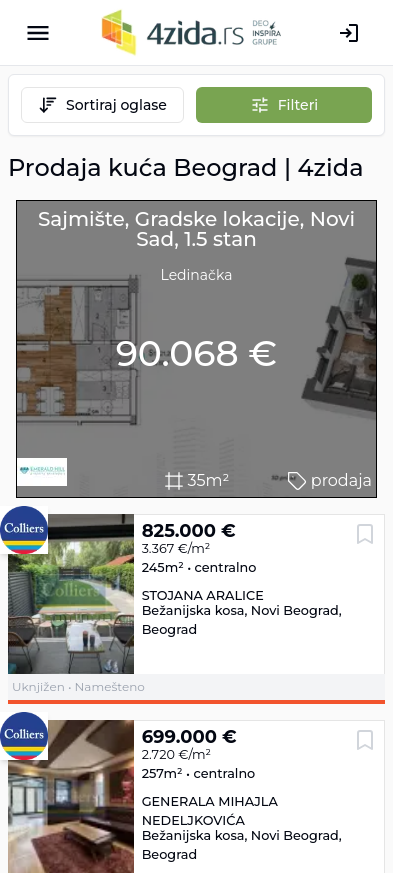 4zida.rs
DEO
INSPIRA
GRUPE
Sortiraj oglase
Filteri
Prodaja kuća Beograd | 4zida
Sajmište, Gradske lokacije, Novi
Sad, 1.5 stan
Ledinačka
90.068 €
35m²
prodaja
Colliers
825.000 €
3.367 €/m²
245m² • centralno
STOJANA ARALICE
Bežanijska kosa, Novi Beograd,
Beograd
Colliers
Uknjižen • Namešteno
Colliers
699.000 €
2.720 €/m²
257m² • centralno
GENERALA MIHAJLA
NEDELJKOVIĆA
Bežanijska kosa, Novi Beograd,
Beograd